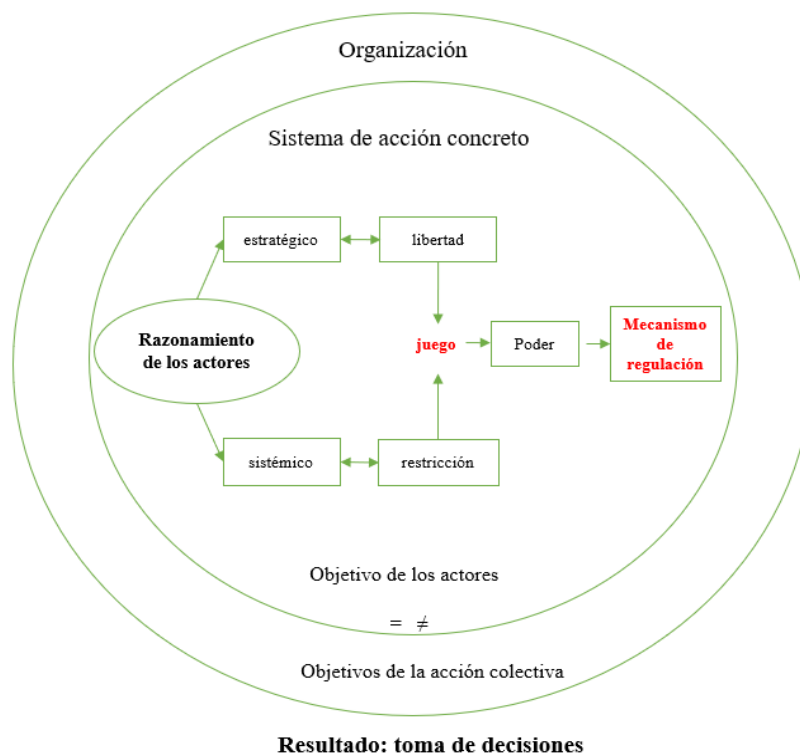 Organización
Sistema de acción concreto
estratégico
libertad
Razonamiento
de los actores
juego
Poder
Mecanismo
de
regulación
sistémico
restricción
Objetivo de los actores
= ≠
Objetivos de la acción colectiva
Resultado: toma de decisiones